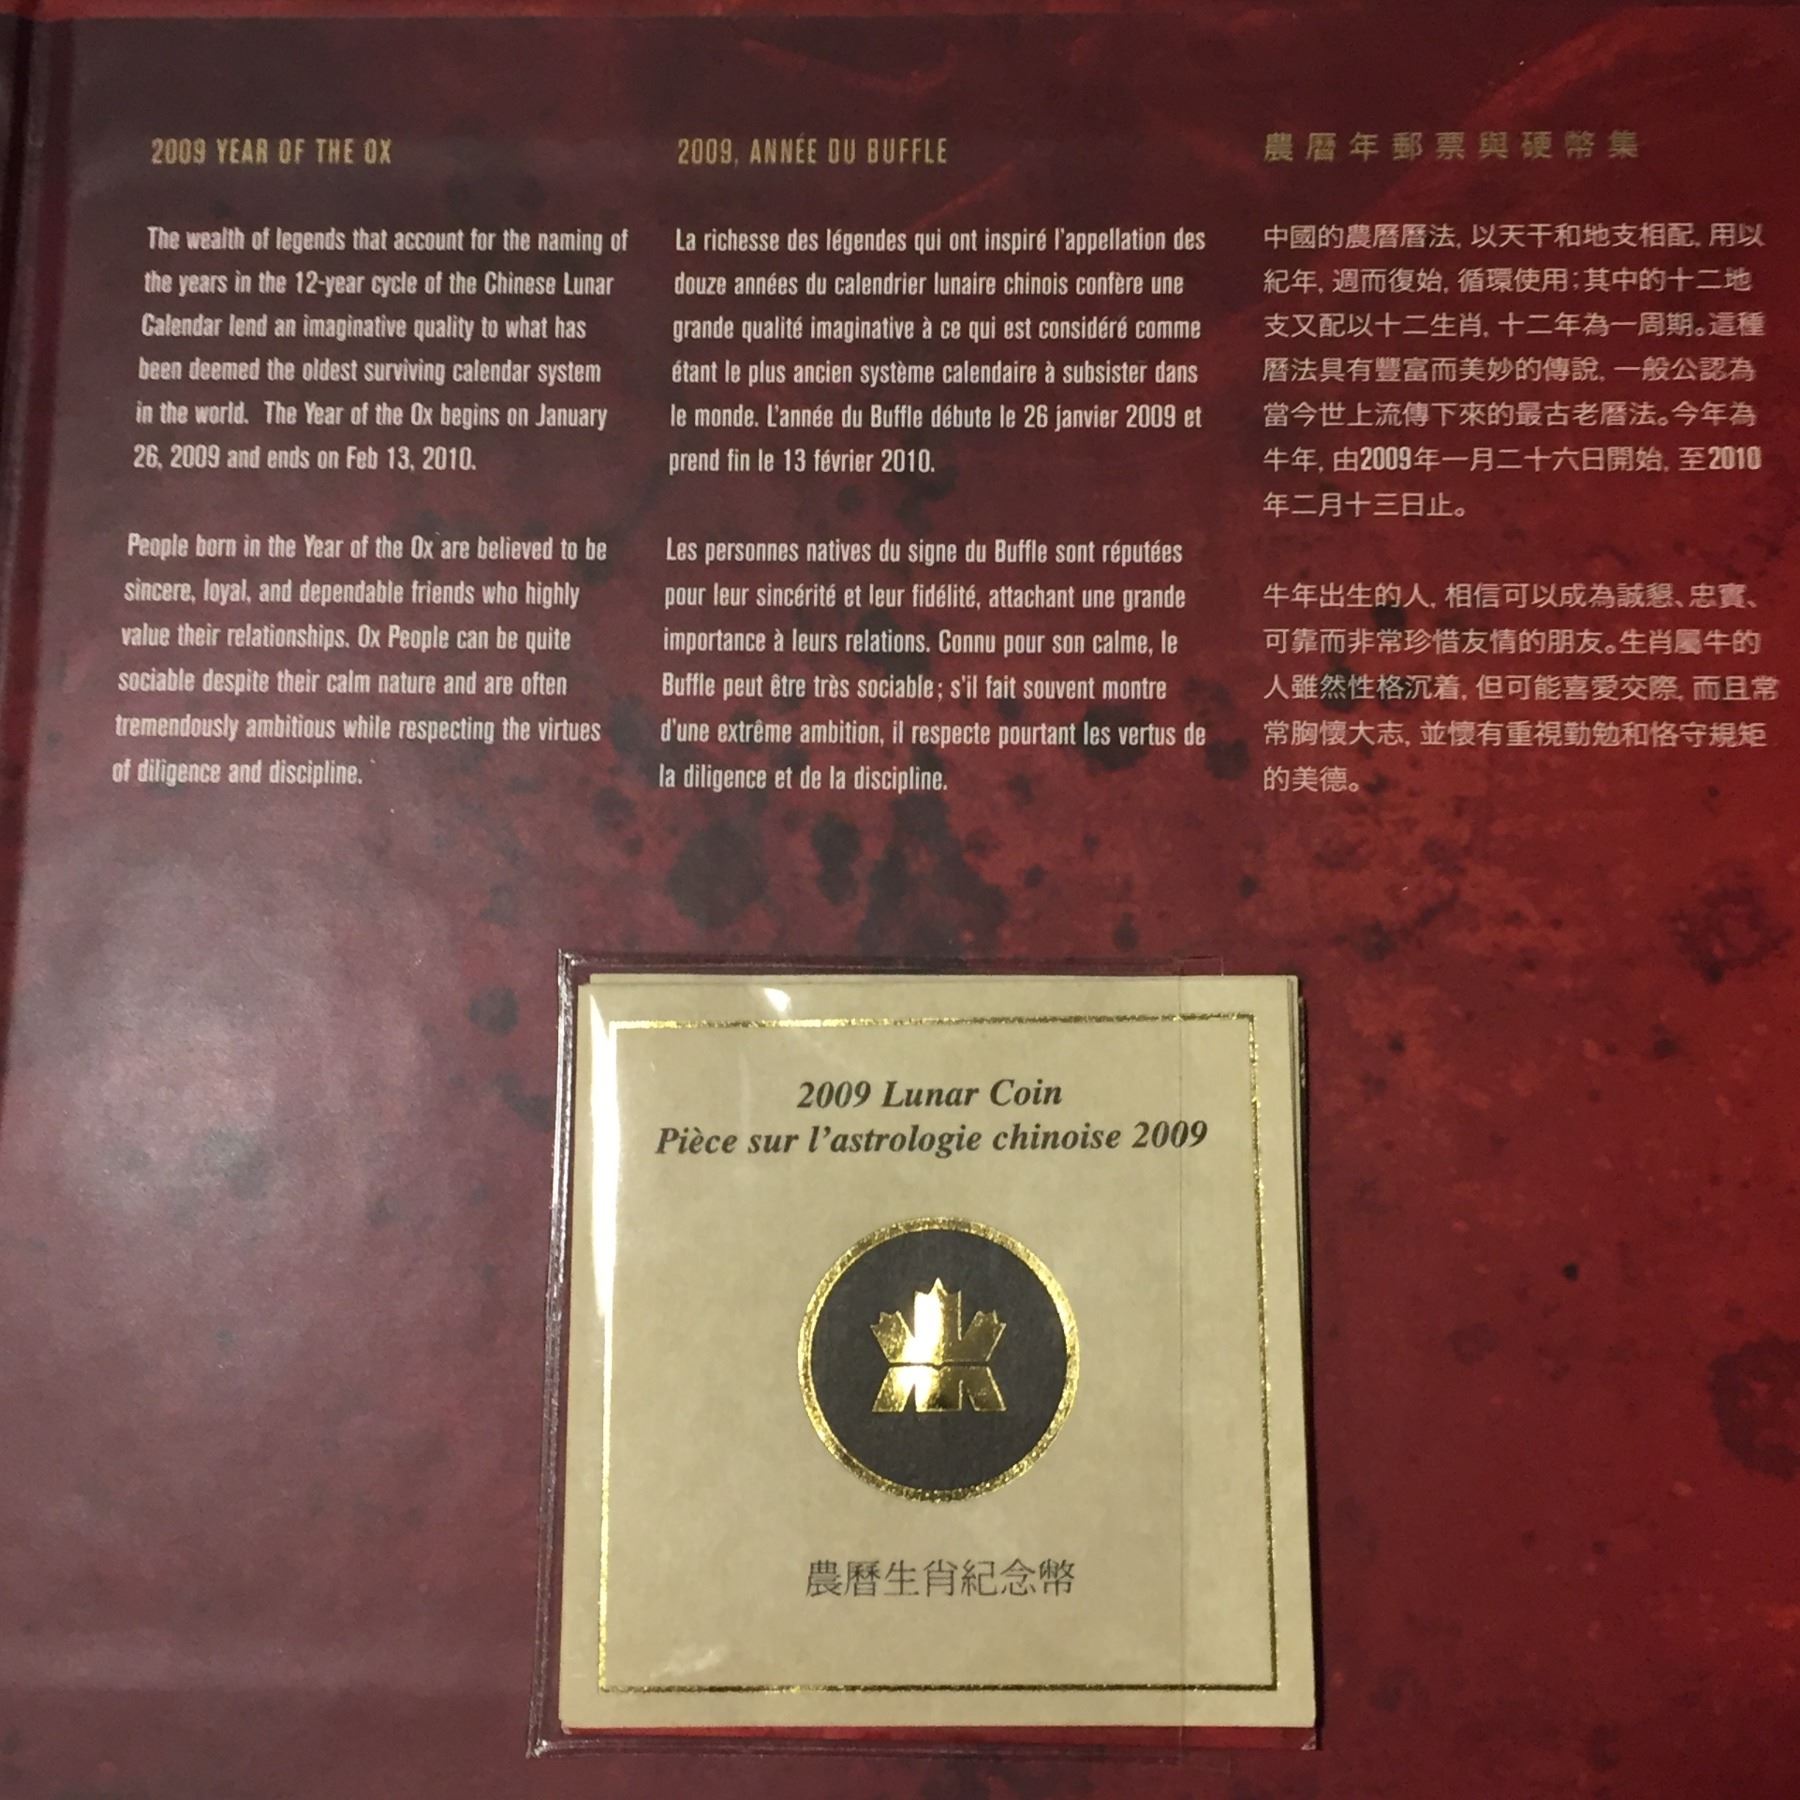 2009 YEAR OF THE OX
The wealth of legends that account for the naming of
the years in the 12-year cycle of the Chinese Lunar
Calendar lend an imaginative quality to what has
been deemed the oldest surviving calendar system
in the world. The Year of the Ox begins on January
26, 2009 and ends on Feb 13, 2010.
People born in the Year of the Ox are believed to be
sincere, loyal, and dependable friends who highly
value their relationships. Ox People can be quite
sociable despite their calm nature and are often
tremendously ambitious while respecting the virtues
of diligence and discipline.
2009, ANNÉE DU BUFFLE
La richesse des légendes qui ont inspiré l'appellation des
douze années du calendrier lunaire chinois confère une
grande qualité imaginative à ce qui est considéré comme
étant le plus ancien système calendaire à subsister dans
le monde. L'année du Buffle débute le 26 janvier 2009 et
prend fin le 13 février 2010.
Les personnes natives du signe du Buffle sont réputées
pour leur sincérité et leur fidélité, attachant une grande
importance à leurs relations. Connu pour son calme, le
Buffle peut être très sociable ; s'il fait souvent montre
d'une extrême ambition, il respecte pourtant les vertus de
la diligence et de la discipline.
農曆年郵票與硬幣集
中國的農曆曆法, 以天干和地支相配, 用以
紀年, 週而復始, 循環使用;其中的十二地
支又配以十二生肖, 十二年為一周期。這種
曆法具有豐富而美妙的傳說, 一般公認為
當今世上流傳下來的最古老曆法。今年為
牛年, 由2009年一月二十六日開始, 至2010
年二月十三日止。
牛年出生的人, 相信可以成為誠懇、忠實、
可靠而非常珍惜友情的朋友。生肖屬牛的
人雖然性格沉着, 但可能喜愛交際, 而且常
常胸懷大志, 並懷有重視勤勉和恪守規矩
的美德。
2009 Lunar Coin
Pièce sur l'astrologie chinoise 2009
農曆生肖紀念幣